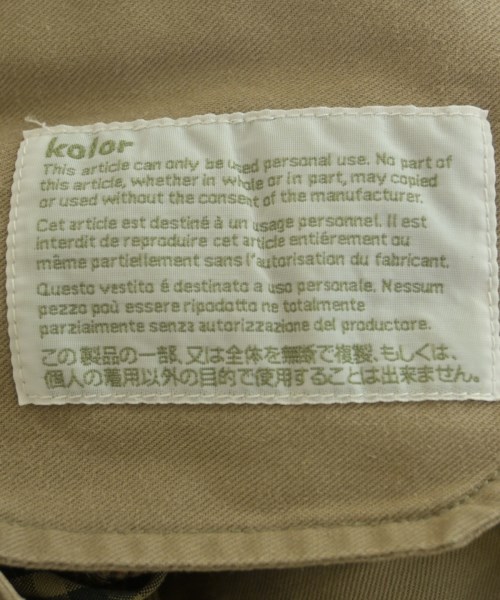 kolor
This article can only be used personal use. No part of
this article, whether in whole or in part, may copied
or used without the consent of the manufacturer.
Cet article est destiné à un usage personnel. Il est
interdit de reproduire cet article entiérement ou
même partiellement sans l'autorisation du fabricant.
Questo vestito é destinato a uso personale. Nessum
pezzo paù essere ripodatto ne totalmente
parziaimente senza autorizzazione del productore.
この製品の一部、又は全体を無断で複製、もしくは、
個人の着用以外の目的で使用することは出来ません。